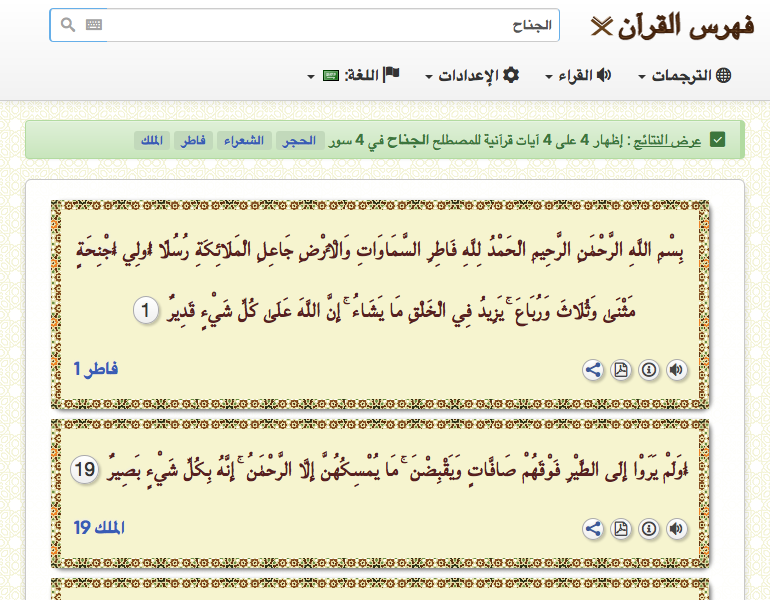 فهرس القرآن
الجناح
الترجمات القراء الإعدادات اللغة:
عرض النتائج : إظهار 4 على 4 آيات قرآنية للمصطلح الجناح في 4 سور الحجر الشعراء فاطر الملك
بِسْمِ اللَّهِ الرَّحْمَٰنِ الرَّحِيمِ الْحَمْدُ لِلَّهِ فَاطِرِ السَّمَاوَاتِ وَالْأَرْضِ جَاعِلِ الْمَلَائِكَةِ رُسُلًا أُولِي أَجْنِحَةٍ
مَثْنَىٰ وَثُلَاثَ وَرُبَاعَ ۚ يَزِيدُ فِي الْخَلْقِ مَا يَشَاءُ ۚ إِنَّ اللَّهَ عَلَىٰ كُلِّ شَيْءٍ قَدِيرٌ 1
فاطر 1
أَوَلَمْ يَرَوْا إِلَى الطَّيْرِ فَوْقَهُمْ صَافَّاتٍ وَيَقْبِضْنَ ۚ مَا يُمْسِكُهُنَّ إِلَّا الرَّحْمَٰنُ ۚ إِنَّهُ بِكُلِّ شَيْءٍ بَصِيرٌ 19
الملك 19